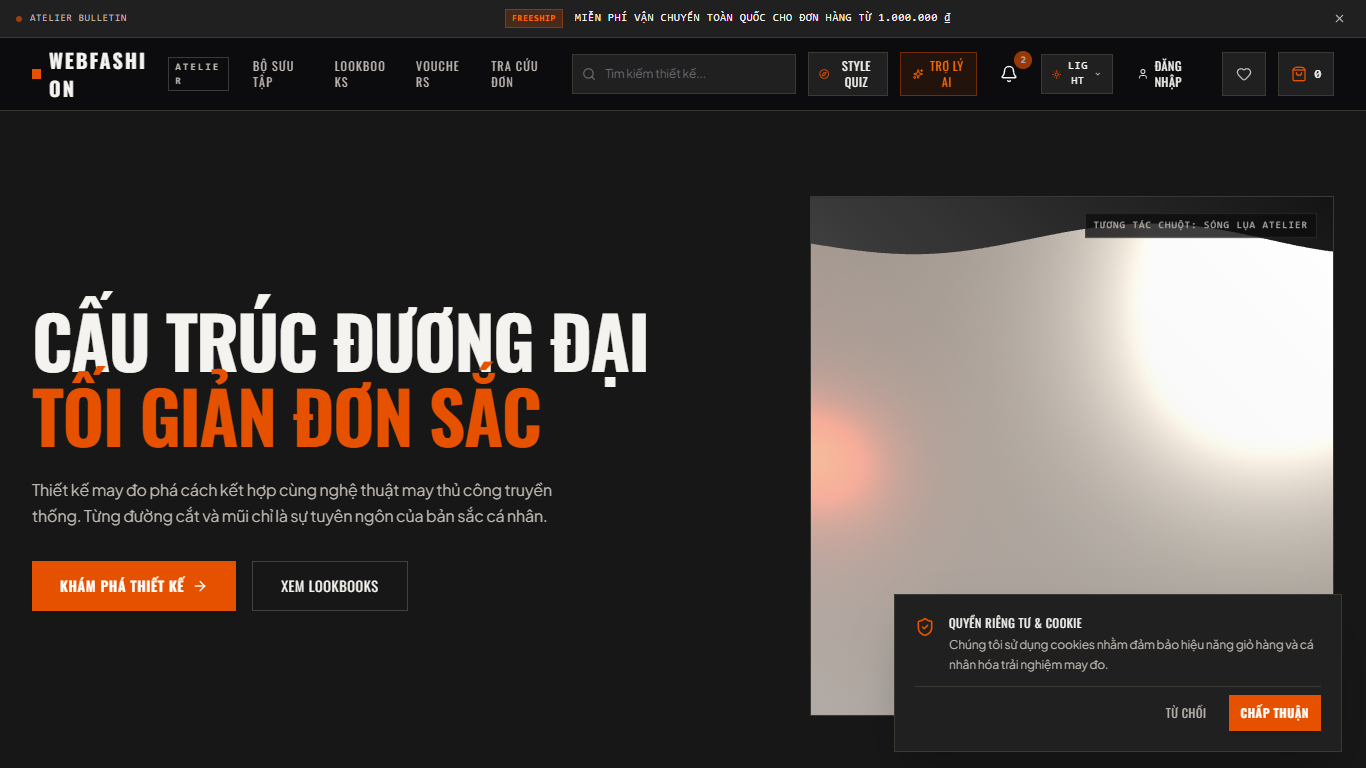 ATELIER BULLETIN
FREESHIP MIỄN PHÍ VẬN CHUYỂN TOÀN QUỐC CHO ĐƠN HÀNG TỪ 1.000.000 ₫
WEBFASHI
ON
ATELIE
R
BỘ SƯU
TẬP
LOOKBOO
KS
VOUCHE
RS
TRA CỨU
ĐƠN
Tìm kiếm thiết kế...
STYLE
QUIZ
TRỢ LÝ
AI
2
LIG
HT
ĐĂNG
NHẬP
0
TƯƠNG TÁC CHUỘT: SÓNG LỤA ATELIER
CẤU TRÚC ĐƯƠNG ĐẠI
TỐI GIẢN ĐƠN SẮC
Thiết kế may đo phá cách kết hợp cùng nghệ thuật may thủ công truyền
thống. Từng đường cắt và mũi chỉ là sự tuyên ngôn của bản sắc cá nhân.
KHÁM PHÁ THIẾT KẾ
XEM LOOKBOOKS
QUYỀN RIÊNG TƯ & COOKIE
Chúng tôi sử dụng cookies nhằm đảm bảo hiệu năng giỏ hàng và cá
nhân hóa trải nghiệm may đo.
TỪ CHỐI
CHẤP THUẬN